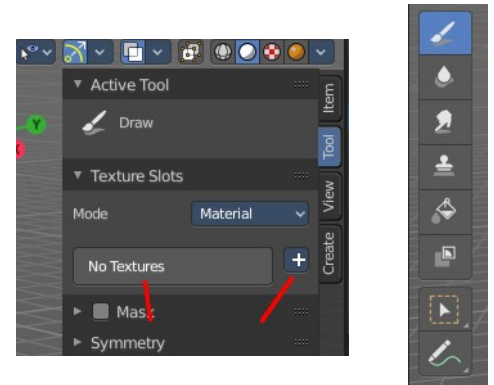 Active Tool
Draw
Texture Slots
Mode Material
No Textures +
Mask
Symmetry
Item
Tool
View
Create
Y
X